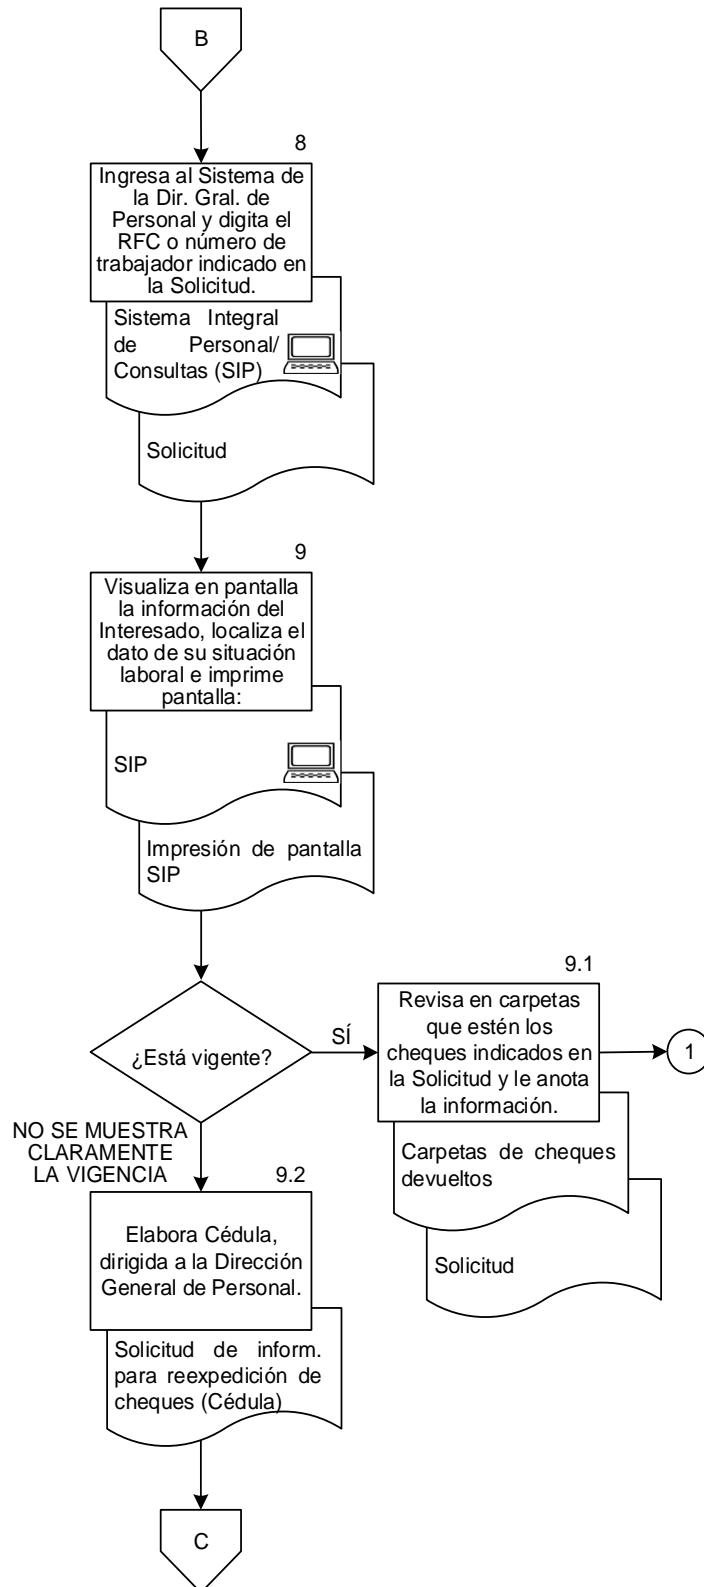 B
8
Ingresa al Sistema de
la Dir. Gral. de
Personal y digita el
RFC o número de
trabajador indicado en
la Solicitud.
Sistema Integral
de Personal/
Consultas (SIP)
Solicitud
9
Visualiza en pantalla
la información del
Interesado, localiza el
dato de su situación
laboral e imprime
pantalla:
SIP
Impresión de pantalla
SIP
¿Está vigente?
SÍ
9.1
Revisa en carpetas
que estén los
cheques indicados en
la Solicitud y le anota
la información.
1
Carpetas de cheques
devueltos
Solicitud
NO SE MUESTRA
CLARAMENTE
LA VIGENCIA
9.2
Elabora Cédula,
dirigida a la Dirección
General de Personal.
Solicitud de inform.
para reexpedición de
cheques (Cédula)
C